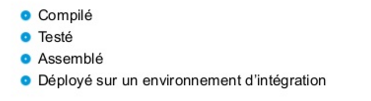 Compilé
Testé
Assemblé
Déployé sur un environnement d'intégration